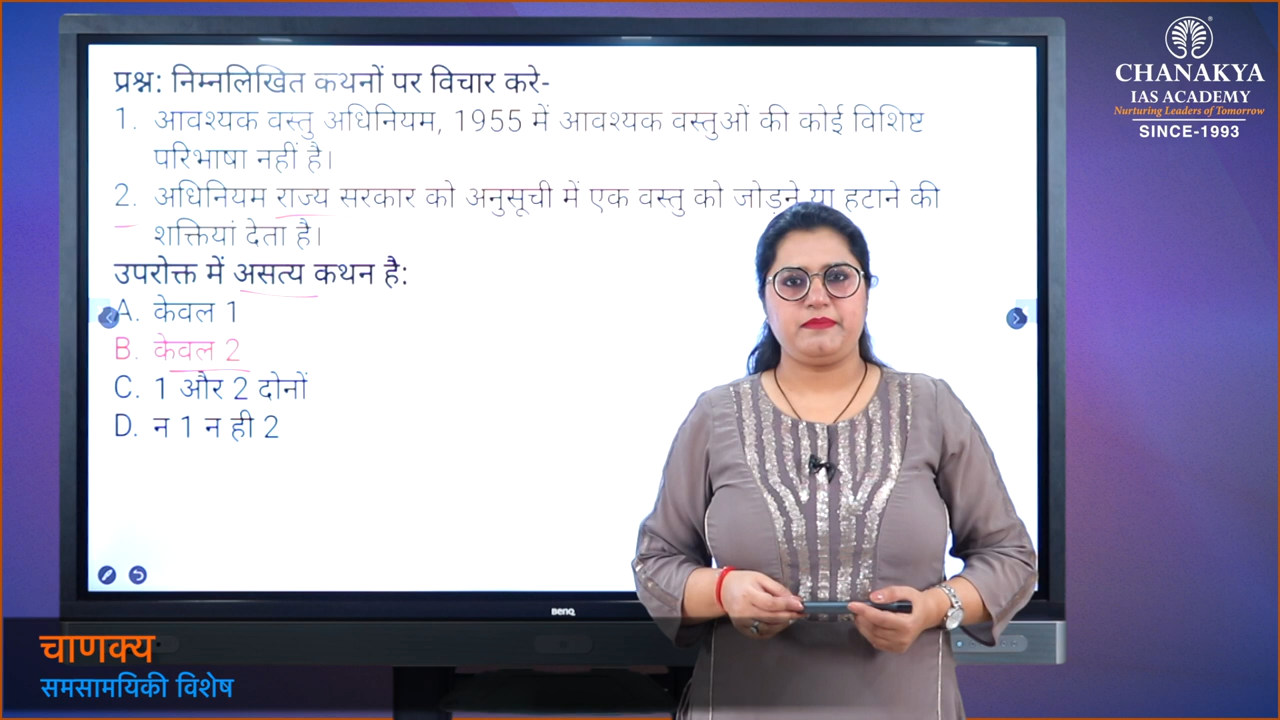 प्रश्न: निम्नलिखित कथनों पर विचार करे-
1. आवश्यक वस्तु अधिनियम, 1955 में आवश्यक वस्तुओं की कोई विशिष्ट
परिभाषा नहीं है।
2. अधिनियम राज्य सरकार को अनुसूची में एक वस्तु को जोड़ने या हटाने की
शक्तियां देता है।
उपरोक्त में असत्य कथन है:
A. केवल 1
B. केवल 2
C. 1 और 2 दोनों
D. न 1 न ही 2
BenQ
CHANAKYA
IAS ACADEMY
Nurturing Leaders of Tomorrow
SINCE-1993
चाणक्य
समसामयिकी विशेष